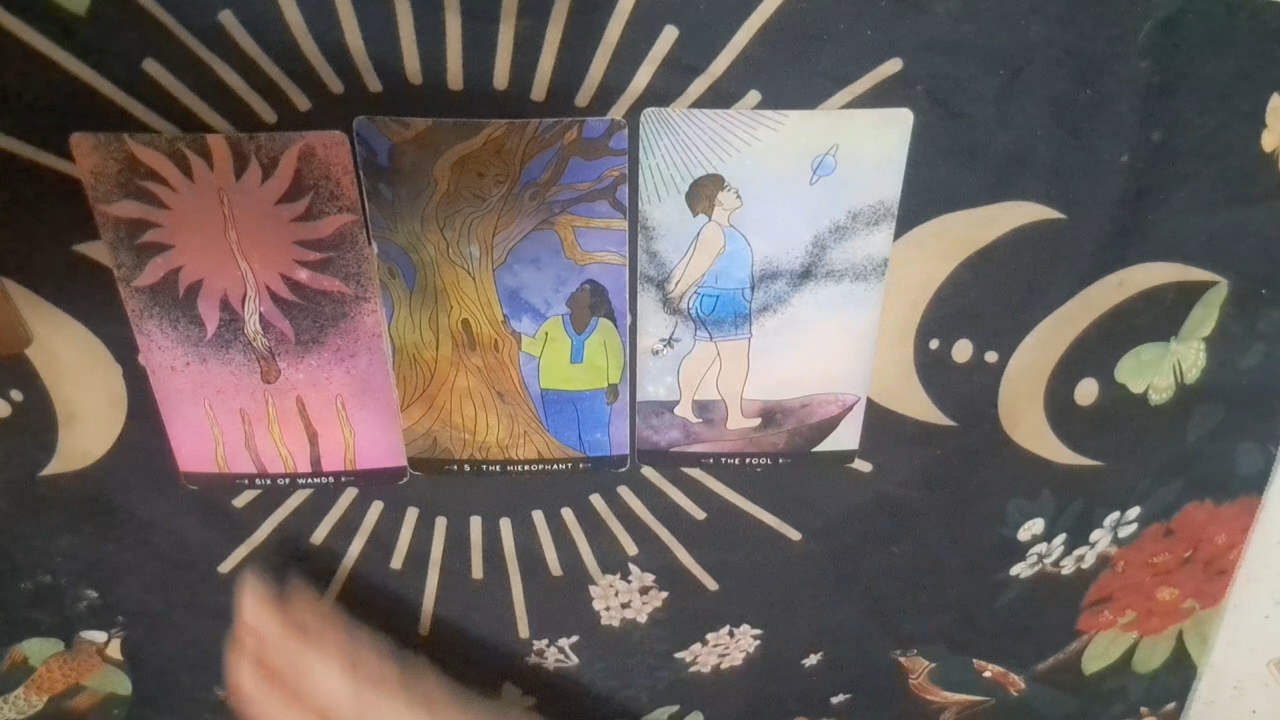 SIX OF WANDS
5 · THE HIEROPHANT
THE FOOL